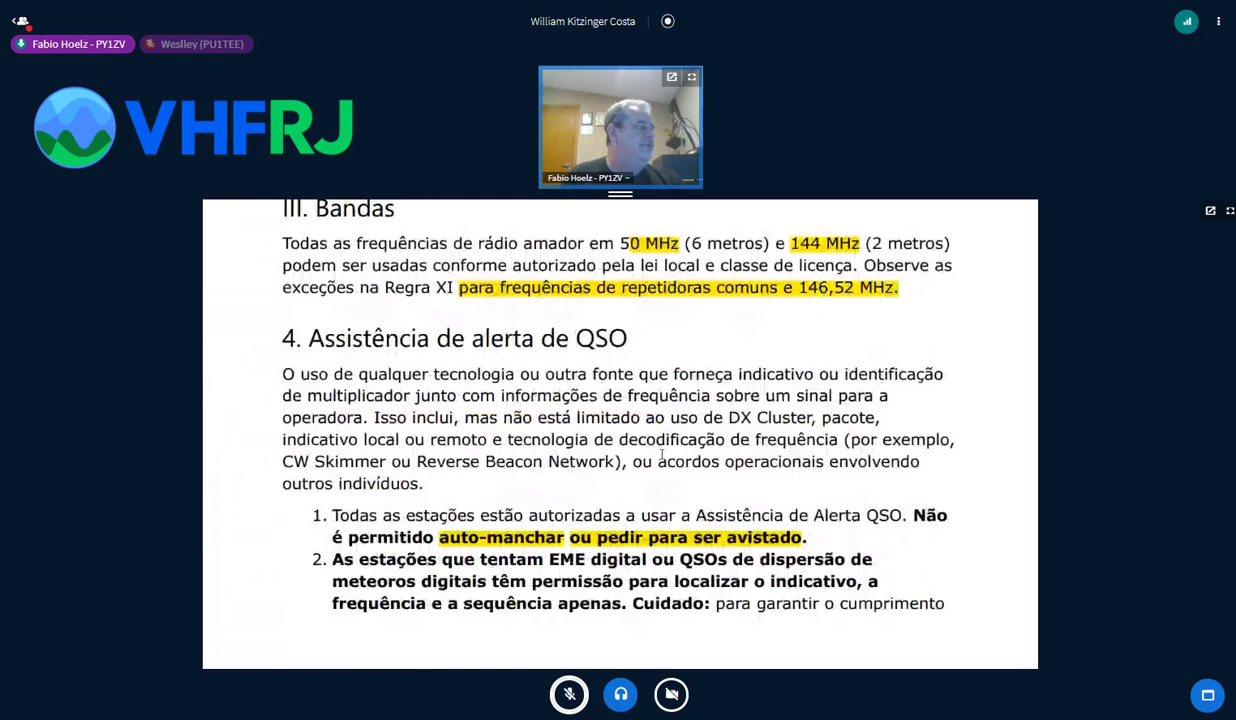 William Kitzinger Costa
Fabio Hoelz - PY1ZV
Weslley (PU1TEE)
VHFRJ
Fabio Hoelz - PY1ZV
III. Bandas
Todas as frequências de rádio amador em 50 MHz (6 metros) e 144 MHz (2 metros)
podem ser usadas conforme autorizado pela lei local e classe de licença. Observe as
exceções na Regra XI para frequências de repetidoras comuns e 146,52 MHz.
4. Assistência de alerta de QSO
O uso de qualquer tecnologia ou outra fonte que forneça indicativo ou identificação
de multiplicador junto com informações de frequência sobre um sinal para a
operadora. Isso inclui, mas não está limitado ao uso de DX Cluster, pacote,
indicativo local ou remoto e tecnologia de decodificação de frequência (por exemplo,
CW Skimmer ou Reverse Beacon Network), ou acordos operacionais envolvendo
outros indivíduos.
1. Todas as estações estão autorizadas a usar a Assistência de Alerta QSO. Não
é permitido auto-manchar ou pedir para ser avistado.
2. As estações que tentam EME digital ou QSOs de dispersão de
meteoros digitais têm permissão para localizar o indicativo, a
frequência e a sequência apenas. Cuidado: para garantir o cumprimento